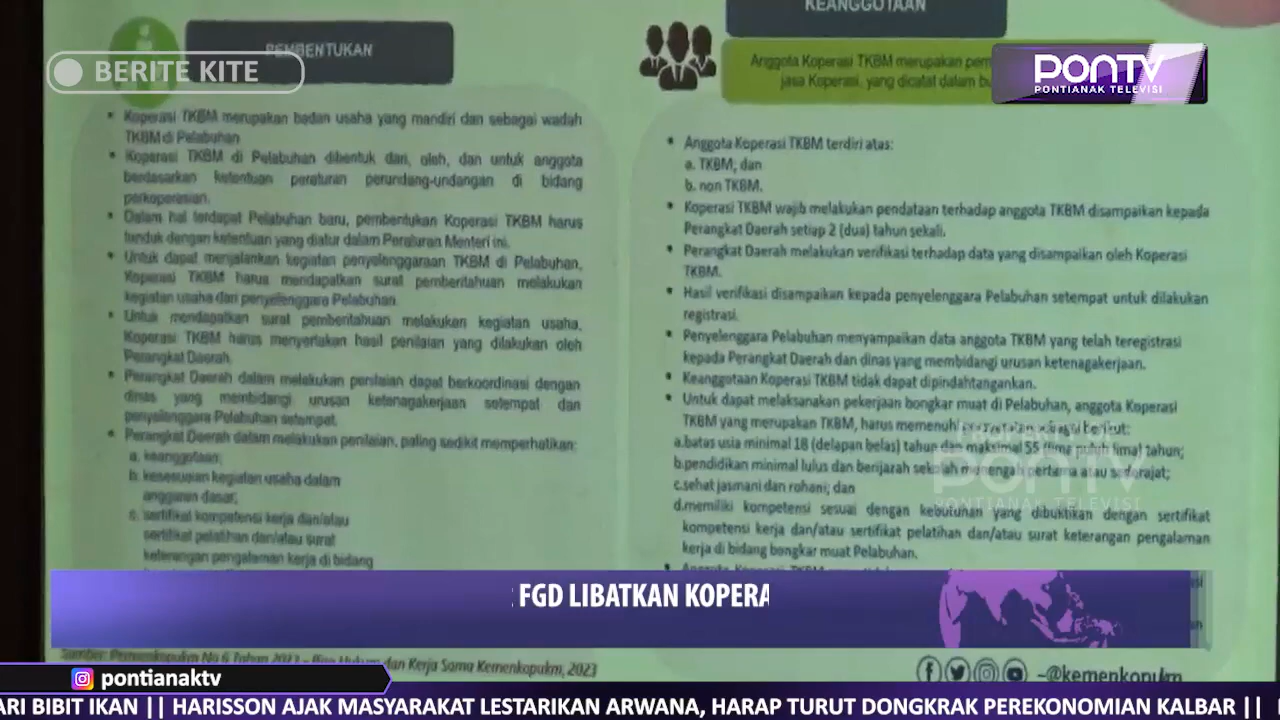 KEANGGOTAAN
PEMBENTUKAN
BERITE KITE
Anggota Koperasi TKBM merupakan
jasa Koperasi, yang dicatat dalam
PONTV
PONTIANAK TELEVISI
Koperasi TKBM merupakan badan usaha yang mandiri dan sebagai wadah
TKBM di Pelabuhan
Koperasi TKBM di Pelabuhan dibentuk dari, oleh, dan untuk anggota
berdasarkan ketentuan peraturan perundang-undangan di bidang
perkoperasian.
Dalam hal terdapat Pelabuhan baru, pembentukan Koperasi TKBM harus
tunduk dengan ketentuan yang diatur dalam Peraturan Menteri ini.
Untuk dapat menjalankan kegiatan penyelenggaraan TKBM di Pelabuhan,
Koperasi TKBM harus mendapatkan surat pemberitahuan melakukan
kegiatan usaha dari penyelenggara Pelabuhan.
Untuk mendapatkan surat pemberitahuan melakukan kegiatan usaha,
Koperasi TKBM harus menyertakan hasil penilaian yang dilakukan oleh
Perangkat Daerah.
Perangkat Daerah dalam melakukan penilaian dapat berkoordinasi dengan
dinas yang membidangi urusan ketenagakerjaan setempat dan
penyelenggara Pelabuhan setempat.
Perangkat Daerah dalam melakukan penilaian, paling sedikit memperhatikan:
a. keanggotaan;
b. kesesuaian kegiatan usaha dalam
anggaran dasar;
c. sertifikat kompetensi kerja dan/atau
sertifikat pelatihan dan/atau surat
keterangan pengalaman kerja di bidang
Anggota Koperasi TKBM terdiri atas:
a. TKBM; dan
b. non TKBM.
Koperasi TKBM wajib melakukan pendataan terhadap anggota TKBM disampaikan kepada
Perangkat Daerah setiap 2 (dua) tahun sekali.
Perangkat Daerah melakukan verifikasi terhadap data yang disampaikan oleh Koperasi
TKBM.
Hasil verifikasi disampaikan kepada penyelenggara Pelabuhan setempat untuk dilakukan
registrasi.
Penyelenggara Pelabuhan menyampaikan data anggota TKBM yang telah teregistrasi
kepada Perangkat Daerah dan dinas yang membidangi urusan ketenagakerjaan.
Keanggotaan Koperasi TKBM tidak dapat dipindahtangankan.
Untuk dapat melaksanakan pekerjaan bongkar muat di Pelabuhan, anggota Koperasi
TKBM yang merupakan TKBM, harus memenuhi persyaratan sebagai berikut:
a.batas usia minimal 18 (delapan belas) tahun dan maksimal 55 (lima puluh lima) tahun;
b.pendidikan minimal lulus dan berijazah sekolah menengah pertama atau sederajat;
c.sehat jasmani dan rohani; dan
d.memiliki kompetensi sesuai dengan kebutuhan yang dibuktikan dengan sertifikat
kompetensi kerja dan/atau sertifikat pelatihan dan/atau surat keterangan pengalaman
kerja di bidang bongkar muat Pelabuhan.
PONTV
PONTIANAK TELEVISI
FGD LIBATKAN KOPERA
dan Kerja Sama Kemenkopukm, 2023
~@kemenkopukm
pontianaktv
ARI BIBIT IKAN || HARISSON AJAK MASYARAKAT LESTARIKAN ARWANA, HARAP TURUT DONGKRAK PEREKONOMIAN KALBAR ||